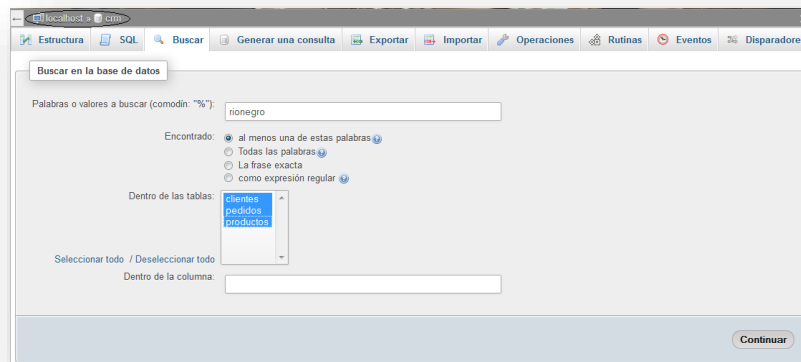 localhost » crm
Estructura SQL Buscar Generar una consulta Exportar Importar Operaciones Rutinas Eventos Disparadore
Buscar en la base de datos
Palabras o valores a buscar (comodín: "%"): rionegro
Encontrado: al menos una de estas palabras
Todas las palabras
La frase exacta
como expresión regular
Dentro de las tablas: clientes
pedidos
productos
Seleccionar todo / Deseleccionar todo
Dentro de la columna:
Continuar